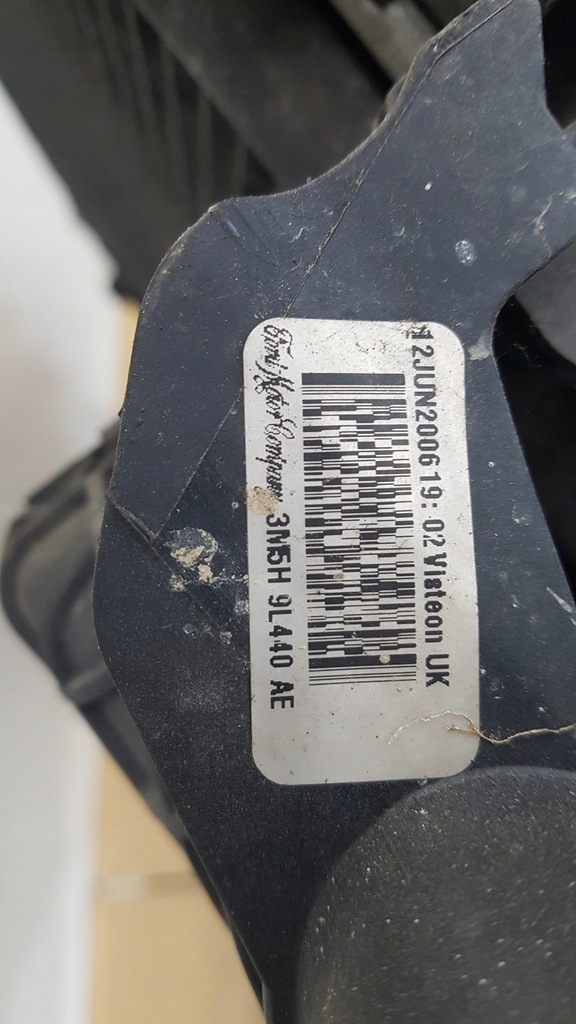 12JUN2006 19:02 Visteon UK
Ford Motor Company 3M5H 9L440 AE